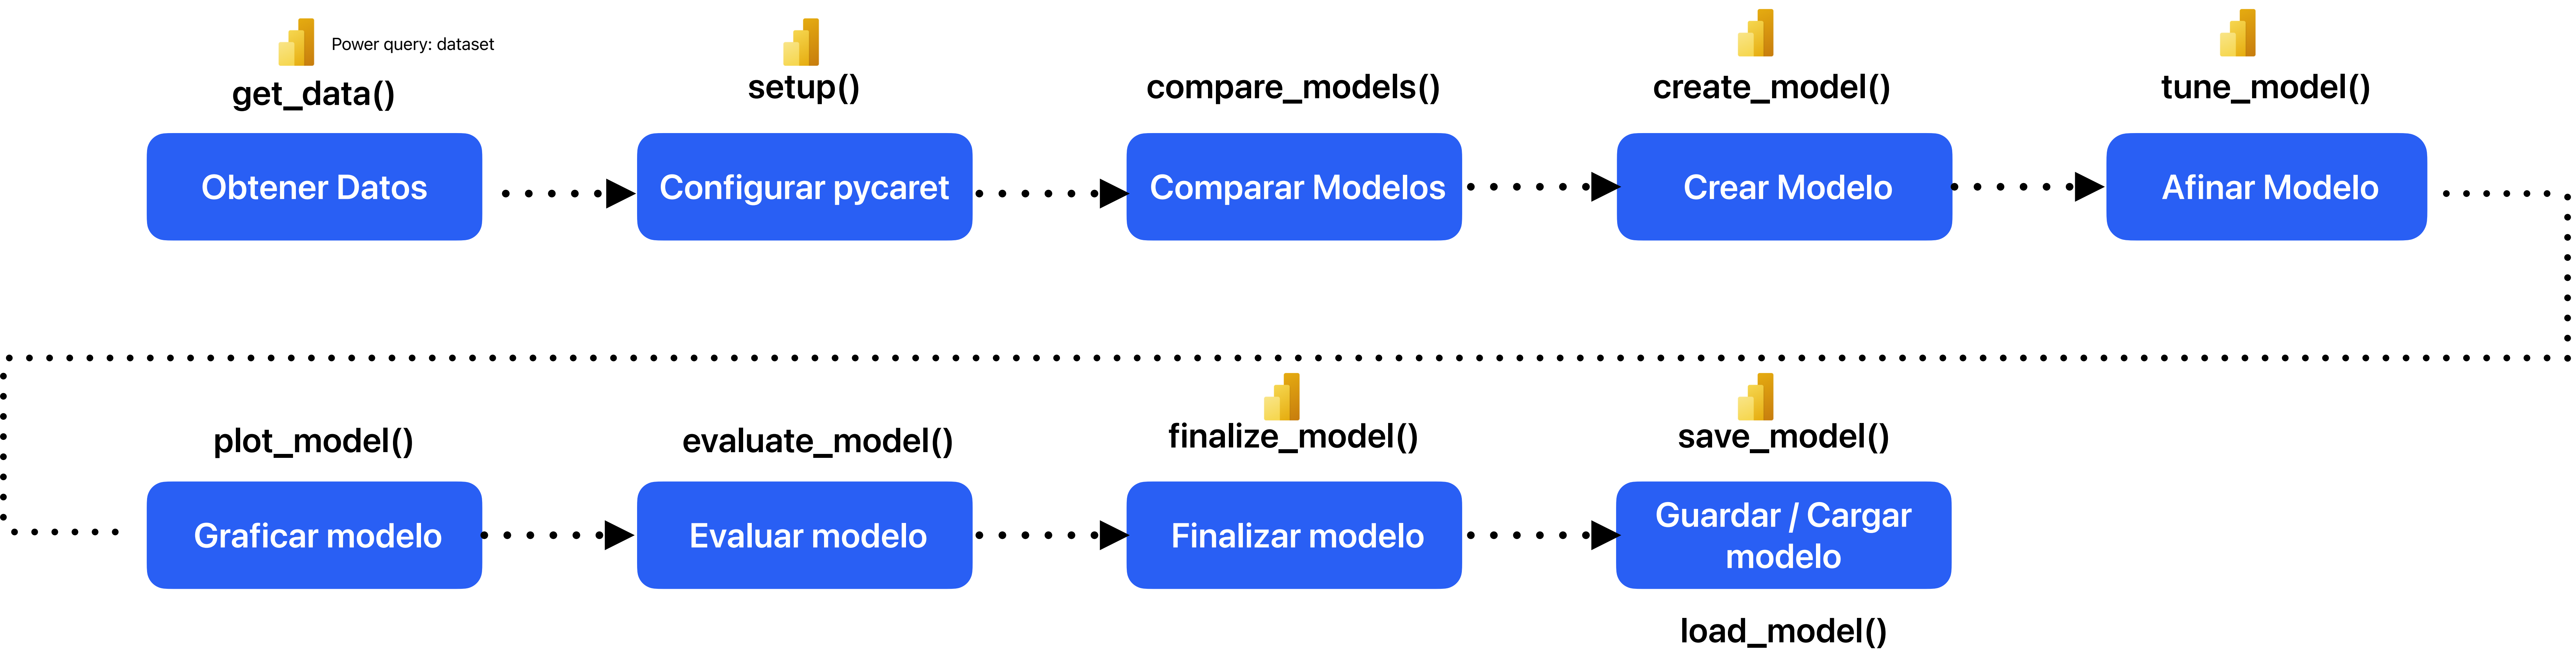 Power query: dataset
get_data()
setup()
compare_models()
create_model()
tune_model()
Obtener Datos
Configurar pycaret
Comparar Modelos
Crear Modelo
Afinar Modelo
plot_model()
evaluate_model()
finalize_model()
save_model()
Graficar modelo
Evaluar modelo
Finalizar modelo
Guardar / Cargar
modelo
load_model()